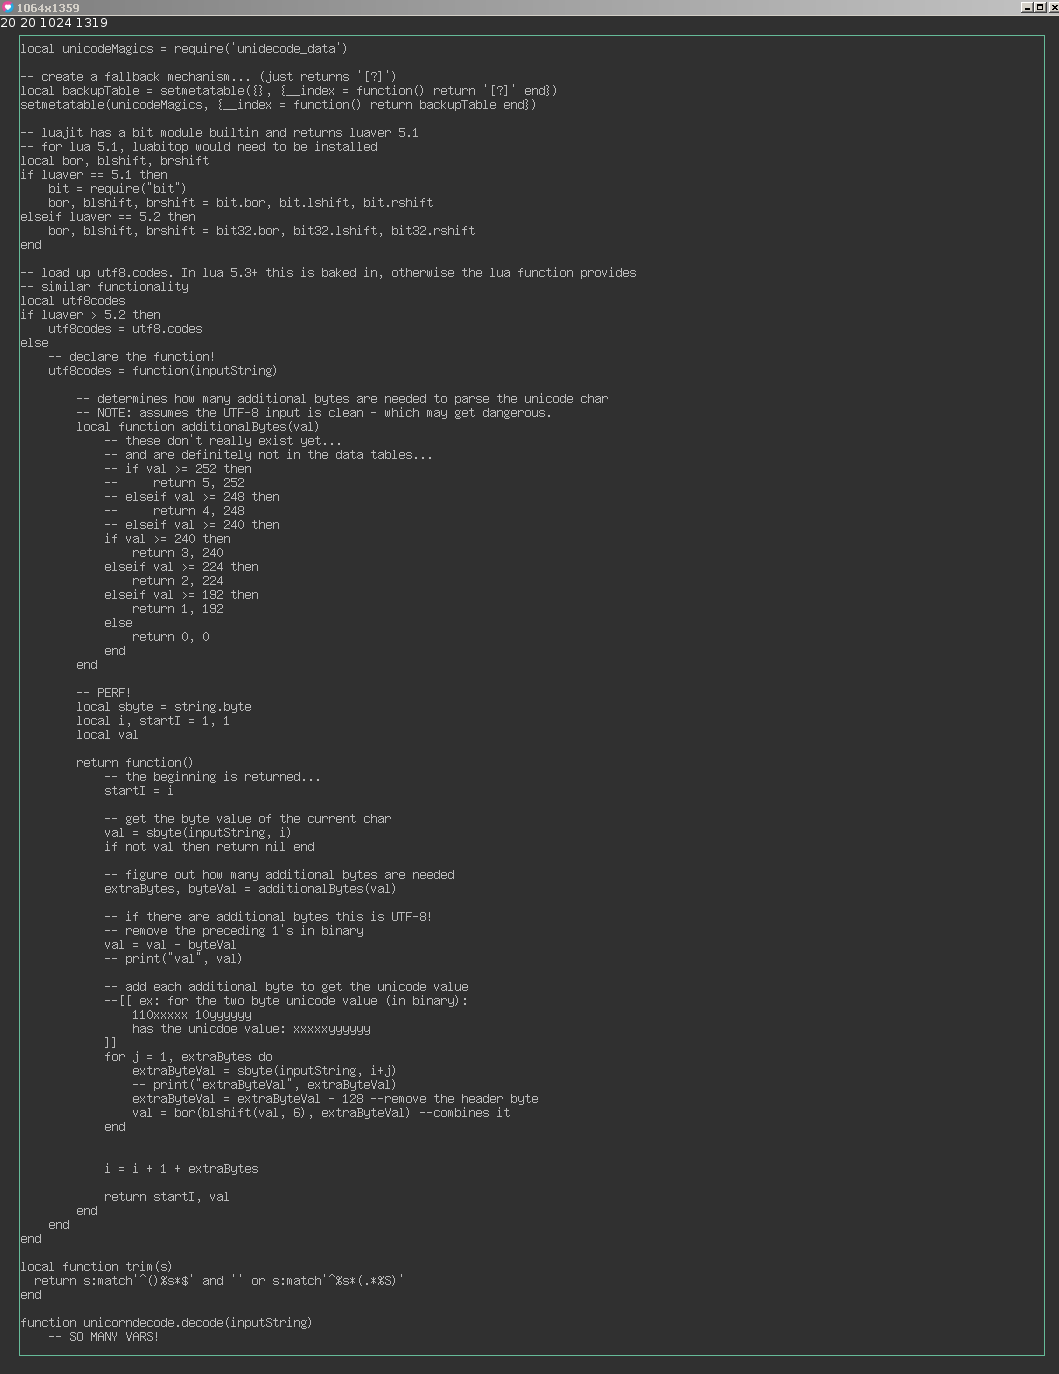 1064x1359
20 20 1024 1319
local unicodeMagics = require('unidecode_data')

-- create a fallback mechanism... (just returns '[?]')
local backupTable = setmetatable({}, {__index = function() return '[?]' end})
setmetatable(unicodeMagics, {__index = function() return backupTable end})

-- luajit has a bit module builtin and returns luaver 5.1
-- for lua 5.1, luabitop would need to be installed
local bor, blshift, brshift
if luaver == 5.1 then
    bit = require("bit")
    bor, blshift, brshift = bit.bor, bit.lshift, bit.rshift
elseif luaver == 5.2 then
    bor, blshift, brshift = bit32.bor, bit32.lshift, bit32.rshift
end

-- load up utf8.codes. In lua 5.3+ this is baked in, otherwise the lua function provides
-- similar functionality
local utf8codes
if luaver > 5.2 then
    utf8codes = utf8.codes
else
    -- declare the function!
    utf8codes = function(inputString)

        -- determines how many additional bytes are needed to parse the unicode char
        -- NOTE: assumes the UTF-8 input is clean - which may get dangerous.
        local function additionalBytes(val)
            -- these don't really exist yet...
            -- and are definitely not in the data tables...
            -- if val >= 252 then
            --     return 5, 252
            -- elseif val >= 248 then
            --     return 4, 248
            -- elseif val >= 240 then
            if val >= 240 then
                return 3, 240
            elseif val >= 224 then
                return 2, 224
            elseif val >= 192 then
                return 1, 192
            else
                return 0, 0
            end
        end

        -- PERF!
        local sbyte = string.byte
        local i, startI = 1, 1
        local val

        return function()
            -- the beginning is returned...
            startI = i

            -- get the byte value of the current char
            val = sbyte(inputString, i)
            if not val then return nil end

            -- figure out how many additional bytes are needed
            extraBytes, byteVal = additionalBytes(val)

            -- if there are additional bytes this is UTF-8!
            -- remove the preceding 1's in binary
            val = val - byteVal
            -- print("val", val)

            -- add each additional byte to get the unicode value
            --[[ ex: for the two byte unicode value (in binary):
                110xxxxx 10yyyyyy
                has the unicdoe value: xxxxxyyyyyy
            ]]
            for j = 1, extraBytes do
                extraByteVal = sbyte(inputString, i+j)
                -- print("extraByteVal", extraByteVal)
                extraByteVal = extraByteVal - 128 --remove the header byte
                val = bor(blshift(val, 6), extraByteVal) --combines it
            end


            i = i + 1 + extraBytes

            return startI, val
        end
    end
end

local function trim(s)
  return s:match'^()%s*$' and '' or s:match'^%s*(.*%S)'
end

function unicorndecode.decode(inputString)
    -- SO MANY VARS!